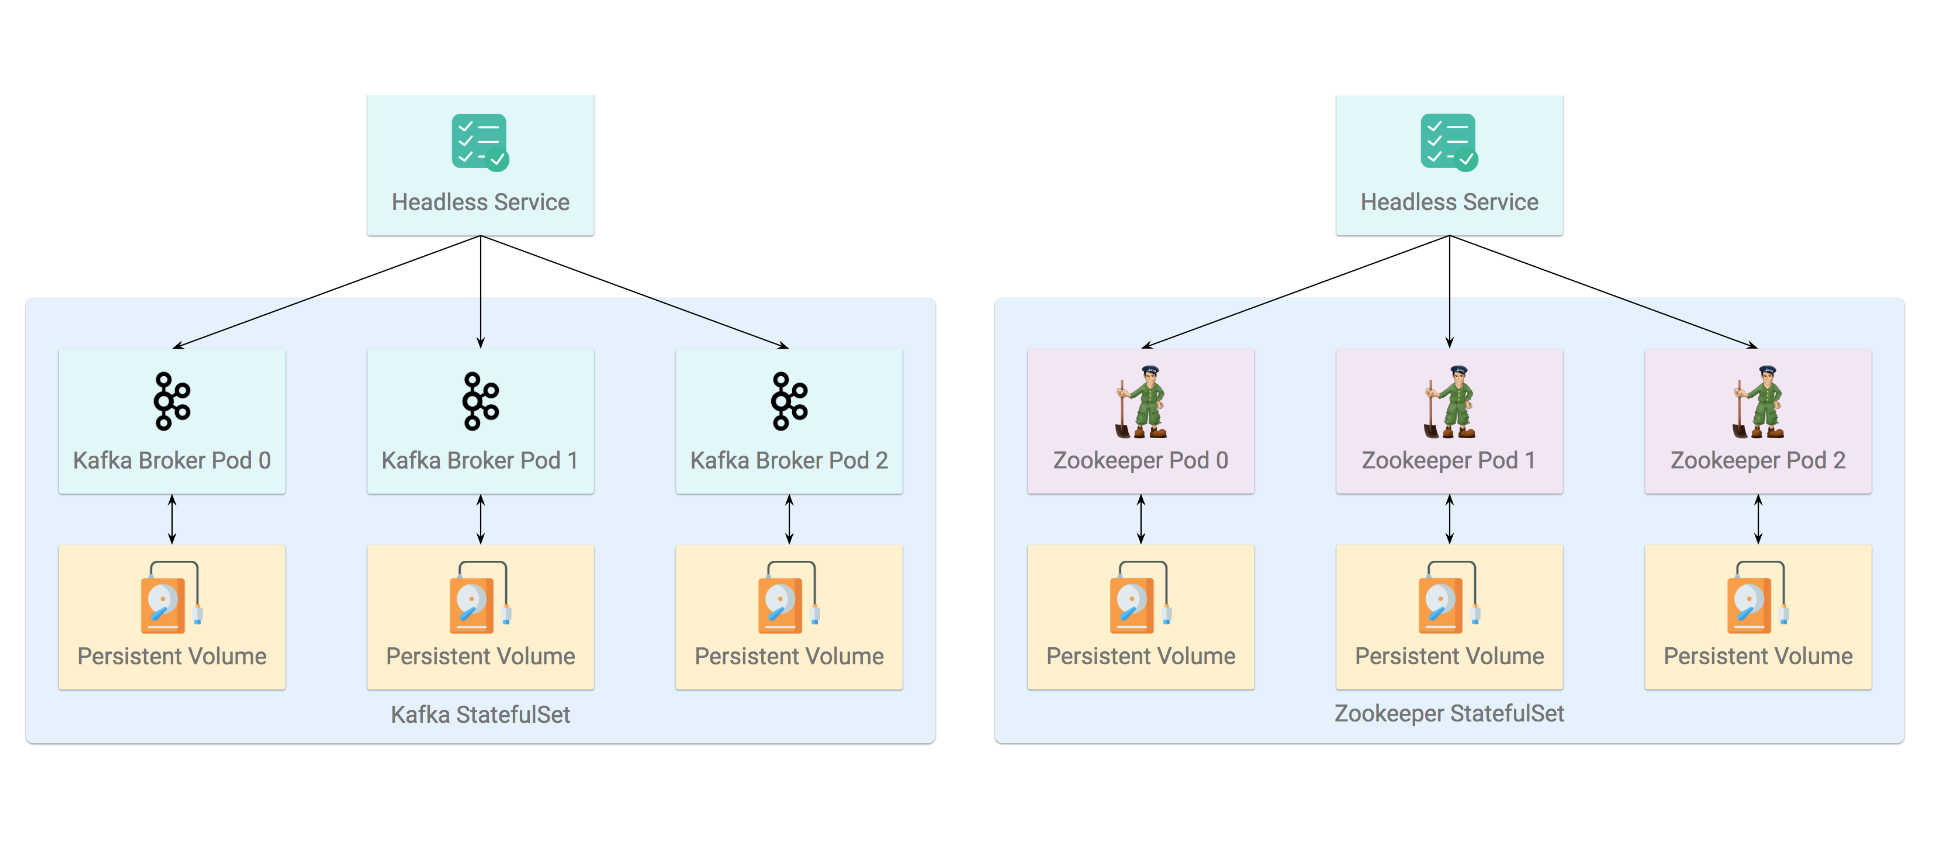 Headless Service
Headless Service
Kafka Broker Pod 0
Kafka Broker Pod 1
Kafka Broker Pod 2
Zookeeper Pod 0
Zookeeper Pod 1
Zookeeper Pod 2
Persistent Volume
Persistent Volume
Persistent Volume
Persistent Volume
Persistent Volume
Persistent Volume
Kafka StatefulSet
Zookeeper StatefulSet